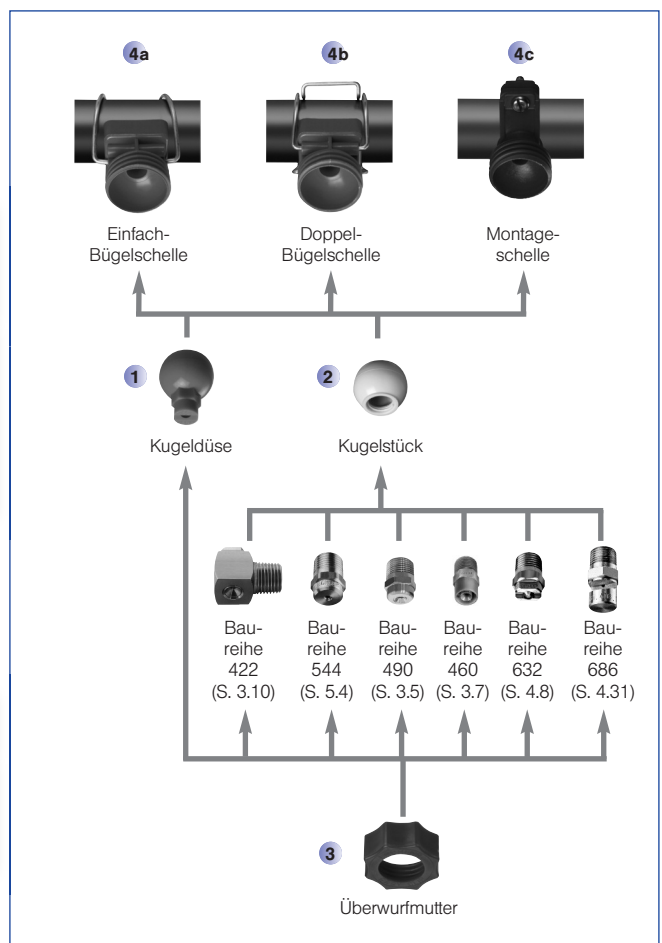 4a
4b
4c
Einfach-
Bügelschelle
Doppel-
Bügelschelle
Montage-
schelle
1
2
Kugeldüse
Kugelstück
Bau-
reihe
422
(S. 3.10)
Bau-
reihe
544
(S. 5.4)
Bau-
reihe
490
(S. 3.5)
Bau-
reihe
460
(S. 3.7)
Bau-
reihe
632
(S. 4.8)
Bau-
reihe
686
(S. 4.31)
3
Überwurfmutter